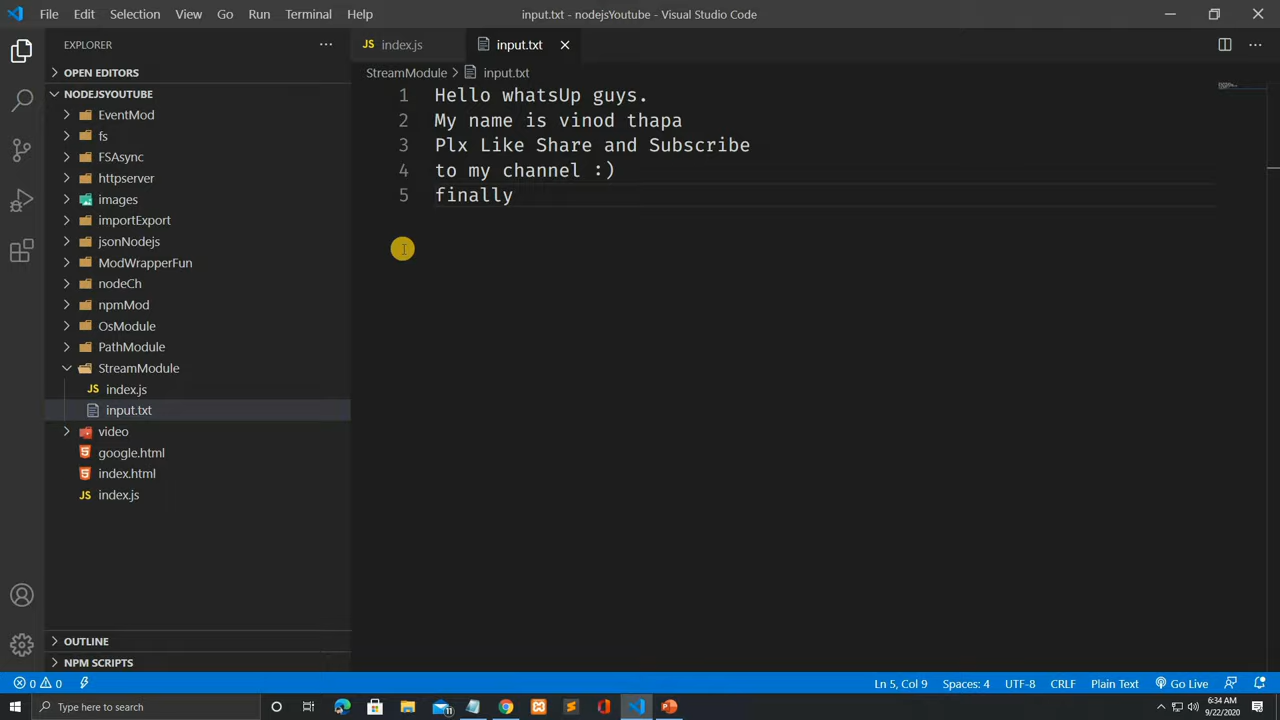 File Edit Selection View Go Run Terminal Help
input.txt - nodejsYoutube - Visual Studio Code
EXPLORER
OPEN EDITORS
NODEJSYOUTUBE
EventMod
fs
FSAsync
httpserver
images
importExport
jsonNodejs
ModWrapperFun
nodeCh
npmMod
OsModule
PathModule
StreamModule
JS index.js
input.txt
video
google.html
index.html
JS index.js
OUTLINE
NPM SCRIPTS
JS index.js
input.txt
StreamModule > input.txt
1 Hello whatsUp guys.
2 My name is vinod thapa
3 Plx Like Share and Subscribe
4 to my channel :)
5 finally
0 0
Ln 5, Col 9 Spaces: 4 UTF-8 CRLF Plain Text Go Live
Type here to search
6:34 AM
9/22/2020